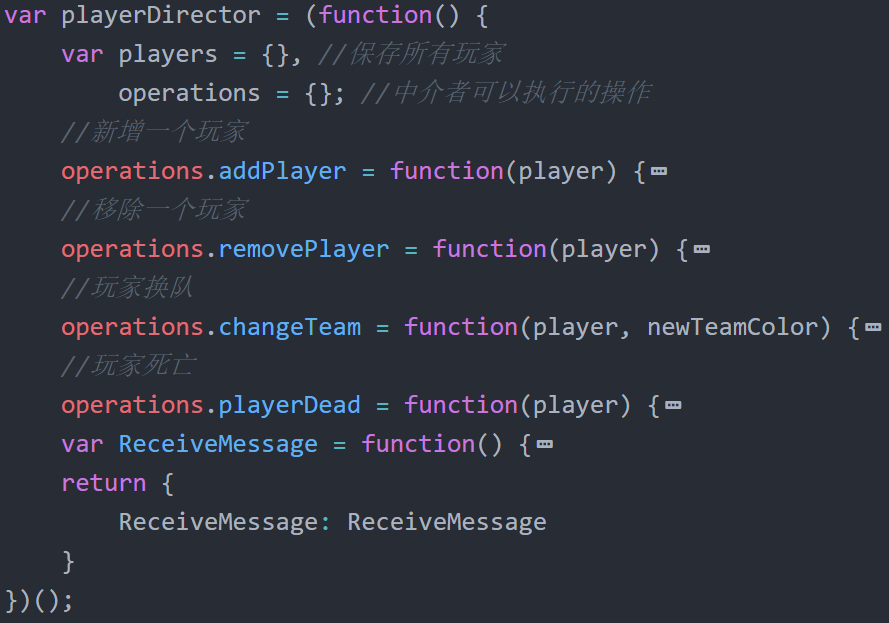 var playerDirector = (function() {
    var players = {}, //保存所有玩家
        operations = {}; //中介者可以执行的操作
    //新增一个玩家
    operations.addPlayer = function(player) {
    //移除一个玩家
    operations.removePlayer = function(player) {
    //玩家换队
    operations.changeTeam = function(player, newTeamColor) {
    //玩家死亡
    operations.playerDead = function(player) {
    var ReceiveMessage = function() {
    return {
        ReceiveMessage: ReceiveMessage
    }
})();